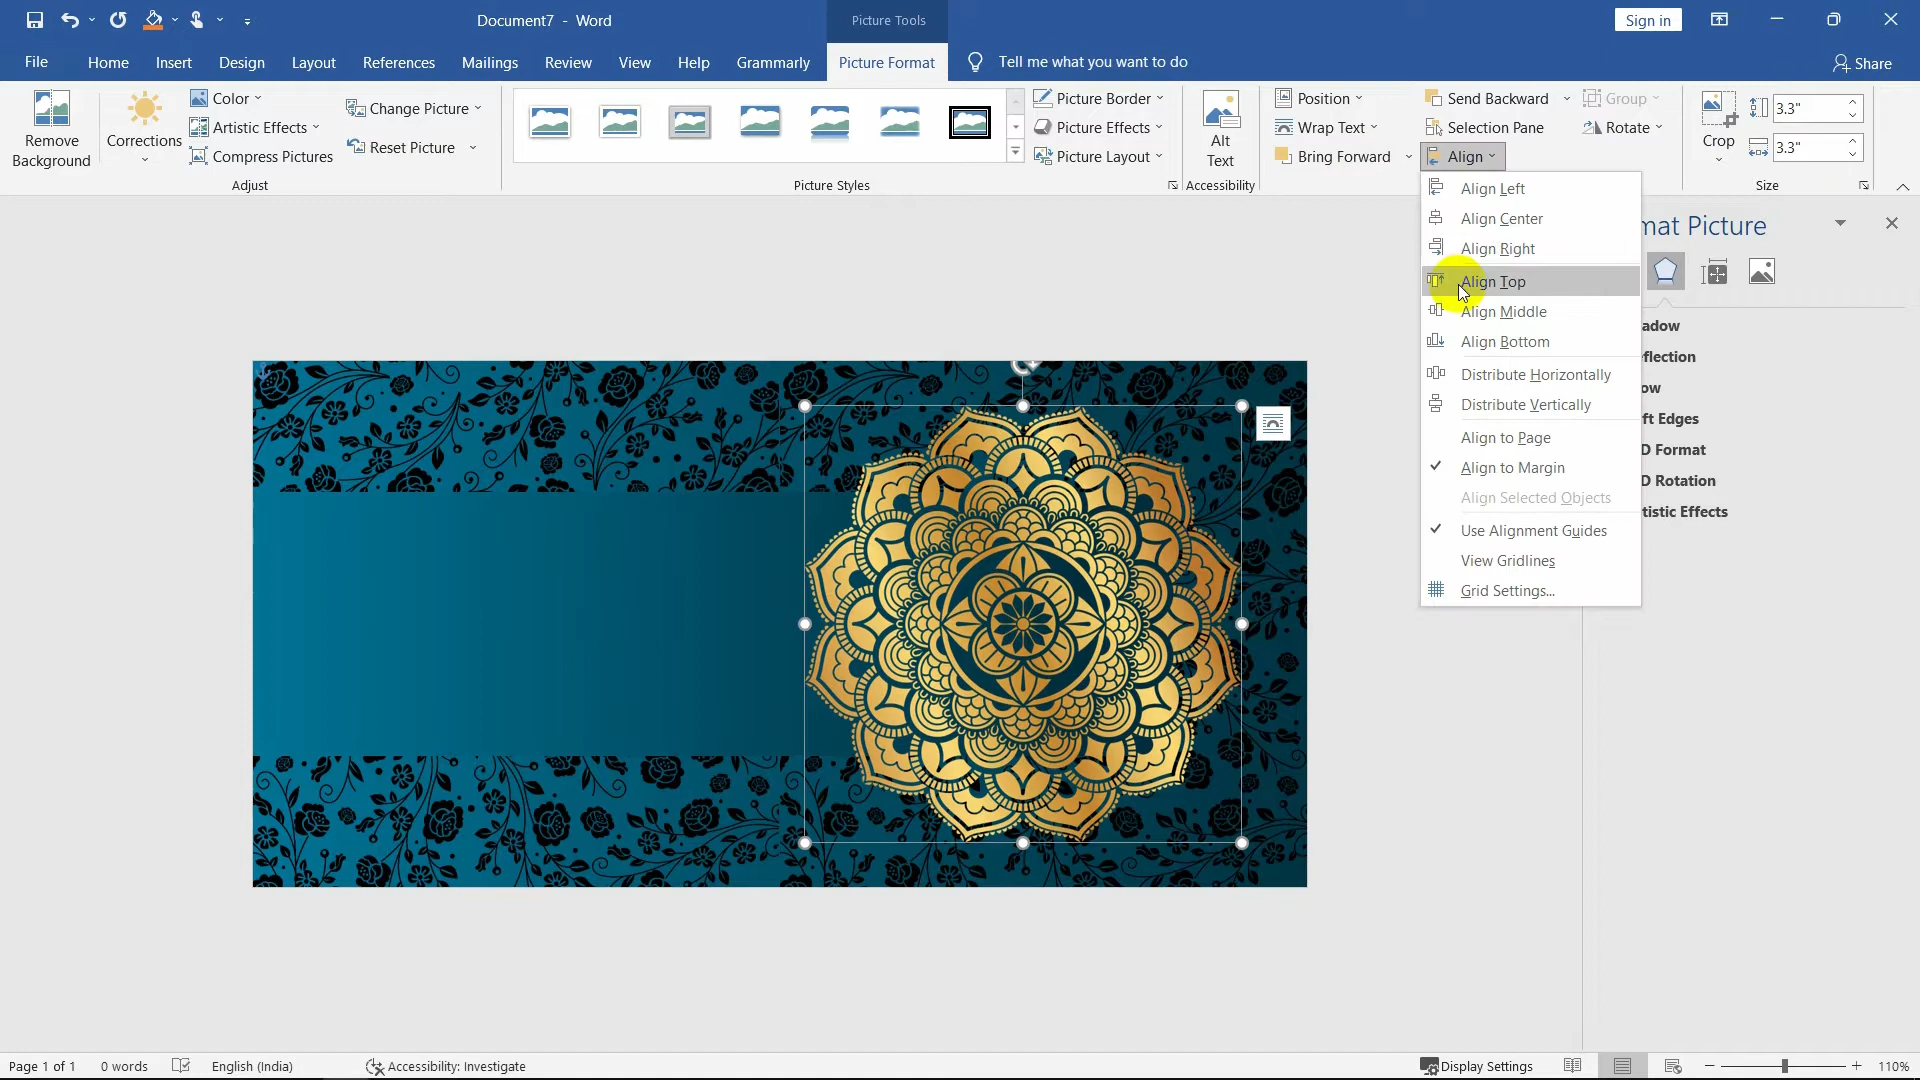 Document7 - Word
Picture Tools
Sign in
File
Home
Insert
Design
Layout
References
Mailings
Review
View
Help
Grammarly
Picture Format
Tell me what you want to do
Share
Remove
Background
Corrections
Color
Artistic Effects
Compress Pictures
Change Picture
Reset Picture
Adjust
Picture Styles
Picture Border
Picture Effects
Picture Layout
Alt
Text
Accessibility
Position
Wrap Text
Bring Forward
Send Backward
Selection Pane
Align
Group
Rotate
Crop
3.3"
3.3"
Size
Align Left
Align Center
Align Right
Align Top
Align Middle
Align Bottom
Distribute Horizontally
Distribute Vertically
Align to Page
Align to Margin
Align Selected Objects
Use Alignment Guides
View Gridlines
Grid Settings...
mat Picture
adow
flection
ow
ft Edges
D Format
D Rotation
tistic Effects
Page 1 of 1
0 words
English (India)
Accessibility: Investigate
Display Settings
110%